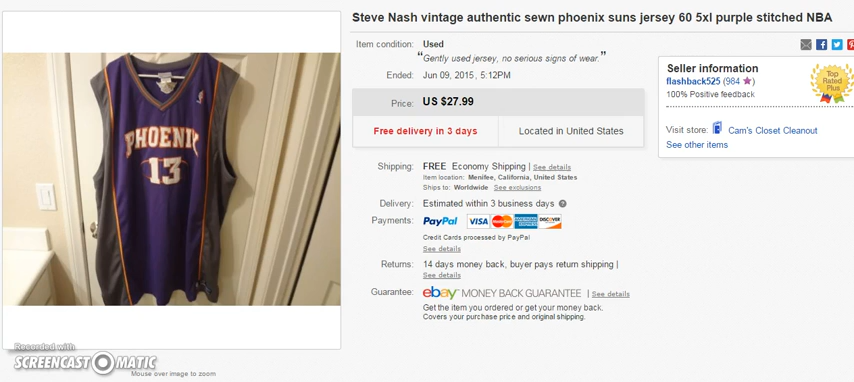 Steve Nash vintage authentic sewn phoenix suns jersey 60 5xl purple stitched NBA
Item condition: Used
“Gently used jersey, no serious signs of wear.”
Ended: Jun 09, 2015 , 5:12PM
Price: US $27.99
Free delivery in 3 days
Located in United States
Shipping: FREE Economy Shipping | See details
Item location: Menifee, California, United States
Ships to: Worldwide See exclusions
Delivery: Estimated within 3 business days
Payments: PayPal VISA MasterCard AMERICAN EXPRESS DISCOVER
Credit Cards processed by PayPal
See details
Returns: 14 days money back, buyer pays return shipping |
See details
Guarantee: ebay MONEY BACK GUARANTEE | See details
Get the item you ordered or get your money back.
Covers your purchase price and original shipping.
Seller information
flashback525 (984)
100% Positive feedback
Top
Rated
Plus
Visit store: Cam's Closet Cleanout
See other items
PHOENIX
13
Recorded with
SCREENCAST MATIC
Mouse over image to zoom